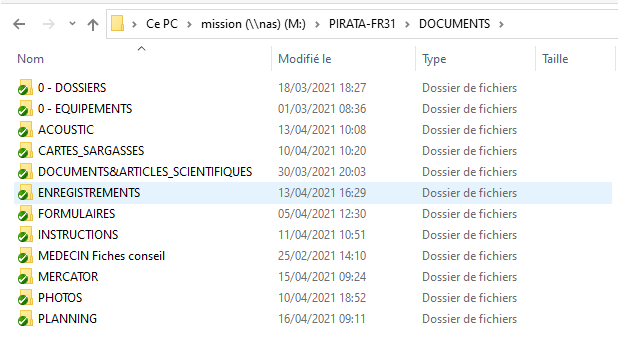 Ce PC > mission (\\nas) (M:) > PIRATA-FR31 > DOCUMENTS >
Nom Modifié le Type Taille
0 - DOSSIERS 18/03/2021 18:27 Dossier de fichiers
0 - EQUIPEMENTS 01/03/2021 08:36 Dossier de fichiers
ACOUSTIC 13/04/2021 10:08 Dossier de fichiers
CARTES_SARGASSES 10/04/2021 10:20 Dossier de fichiers
DOCUMENTS&ARTICLES_SCIENTIFIQUES 30/03/2021 20:03 Dossier de fichiers
ENREGISTREMENTS 13/04/2021 16:29 Dossier de fichiers
FORMULAIRES 05/04/2021 12:30 Dossier de fichiers
INSTRUCTIONS 11/04/2021 10:51 Dossier de fichiers
MEDECIN Fiches conseil 25/02/2021 14:10 Dossier de fichiers
MERCATOR 15/04/2021 09:24 Dossier de fichiers
PHOTOS 10/04/2021 18:52 Dossier de fichiers
PLANNING 16/04/2021 09:11 Dossier de fichiers